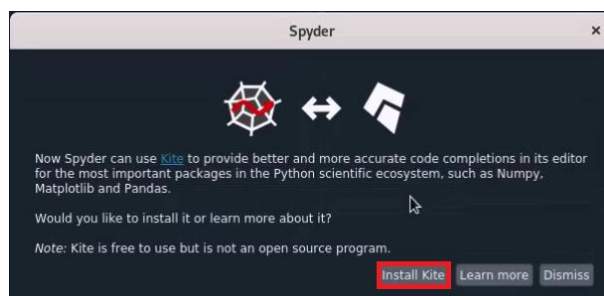 Spyder
Now Spyder can use Kite to provide better and more accurate code completions in its editor
for the most important packages in the Python scientific ecosystem, such as Numpy,
Matplotlib and Pandas.
Would you like to install it or learn more about it?
Note: Kite is free to use but is not an open source program.
Install Kite Learn more Dismiss